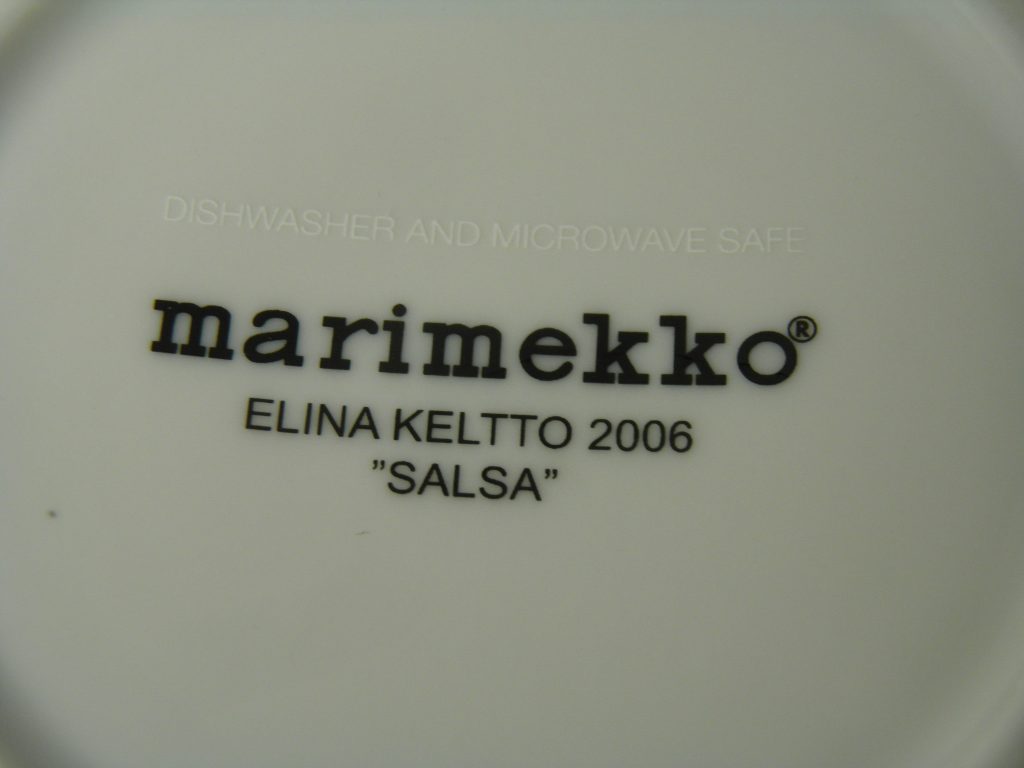 DISHWASHER AND MICROWAVE SAFE
marimekko®
ELINA KELTTO 2006
”SALSA”